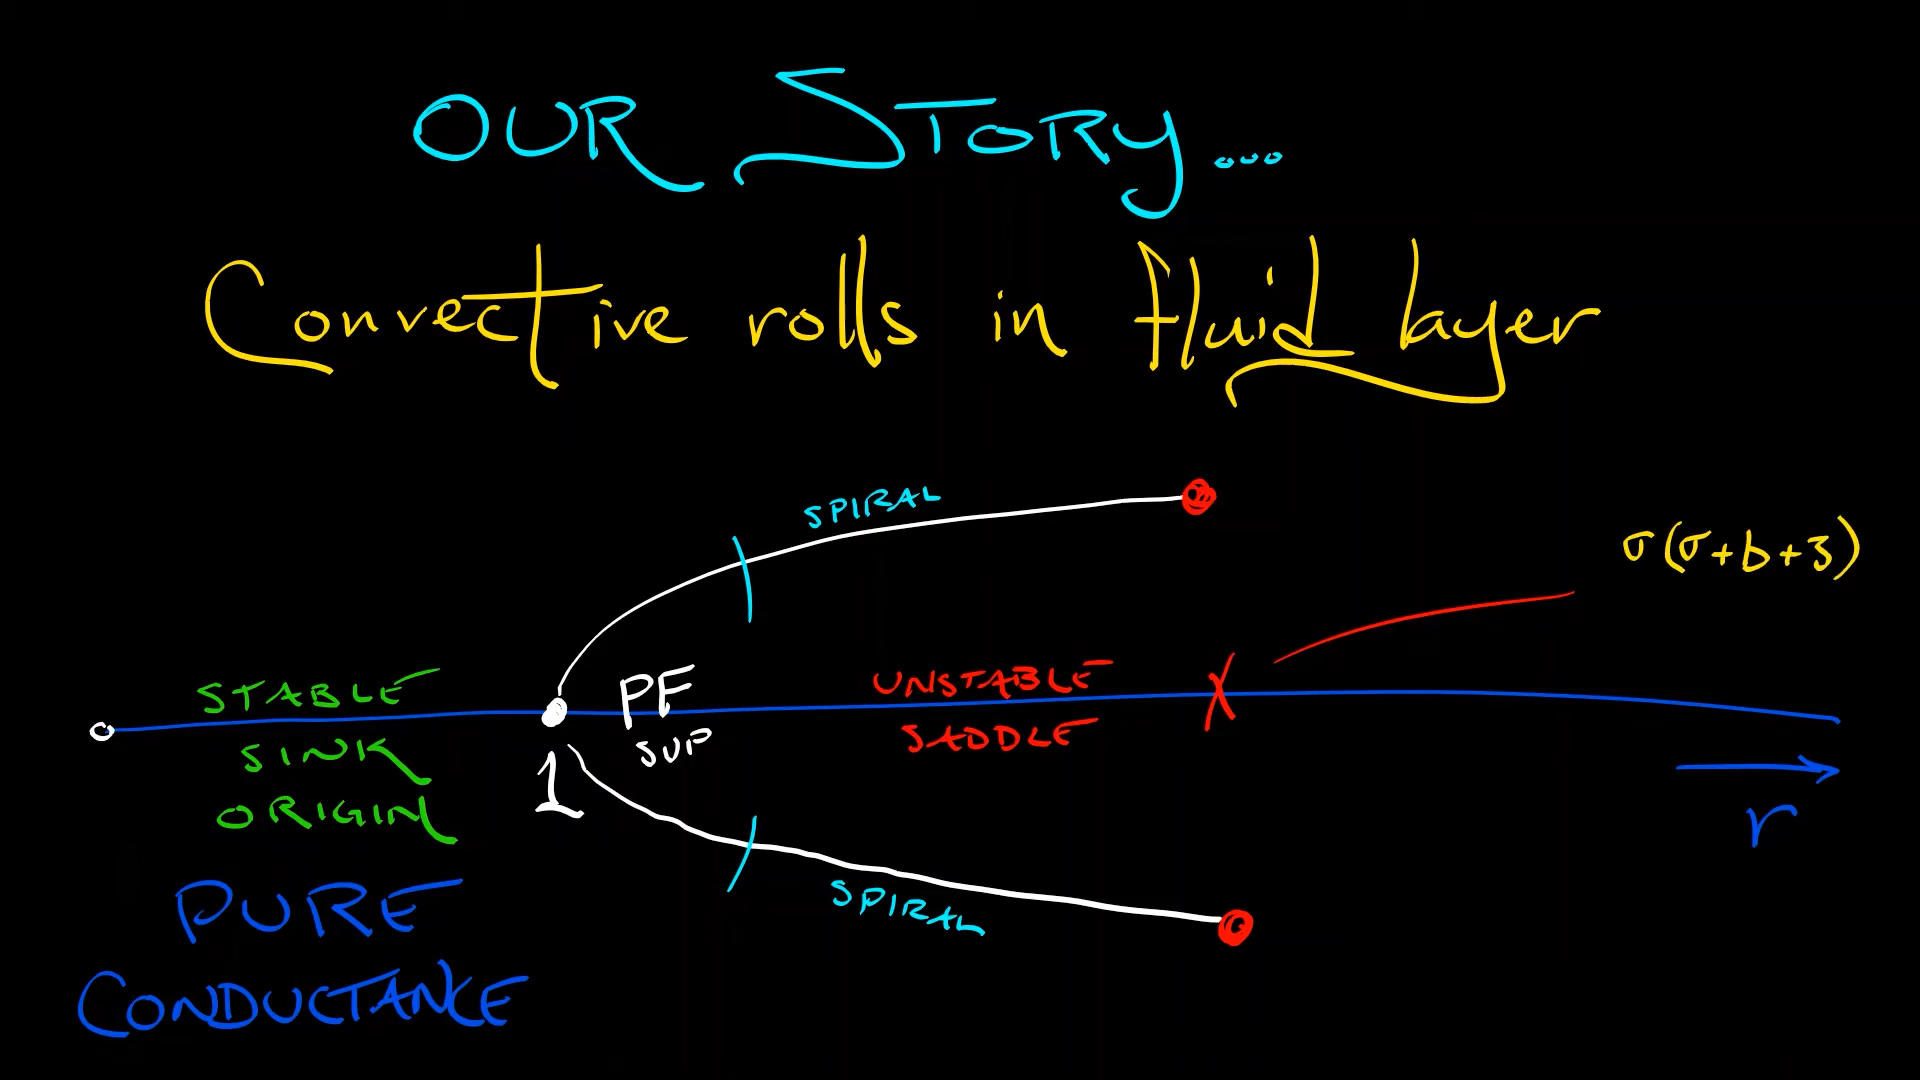 OUR STORY...
Convective rolls in fluid layer
SPIRAL
σ(σ+b+3)
STABLE
PF
UNSTABLE
SUP
SADDLE
X
SINK
1
ORIGIN
r
PURE
SPIRAL
CONDUCTANCE